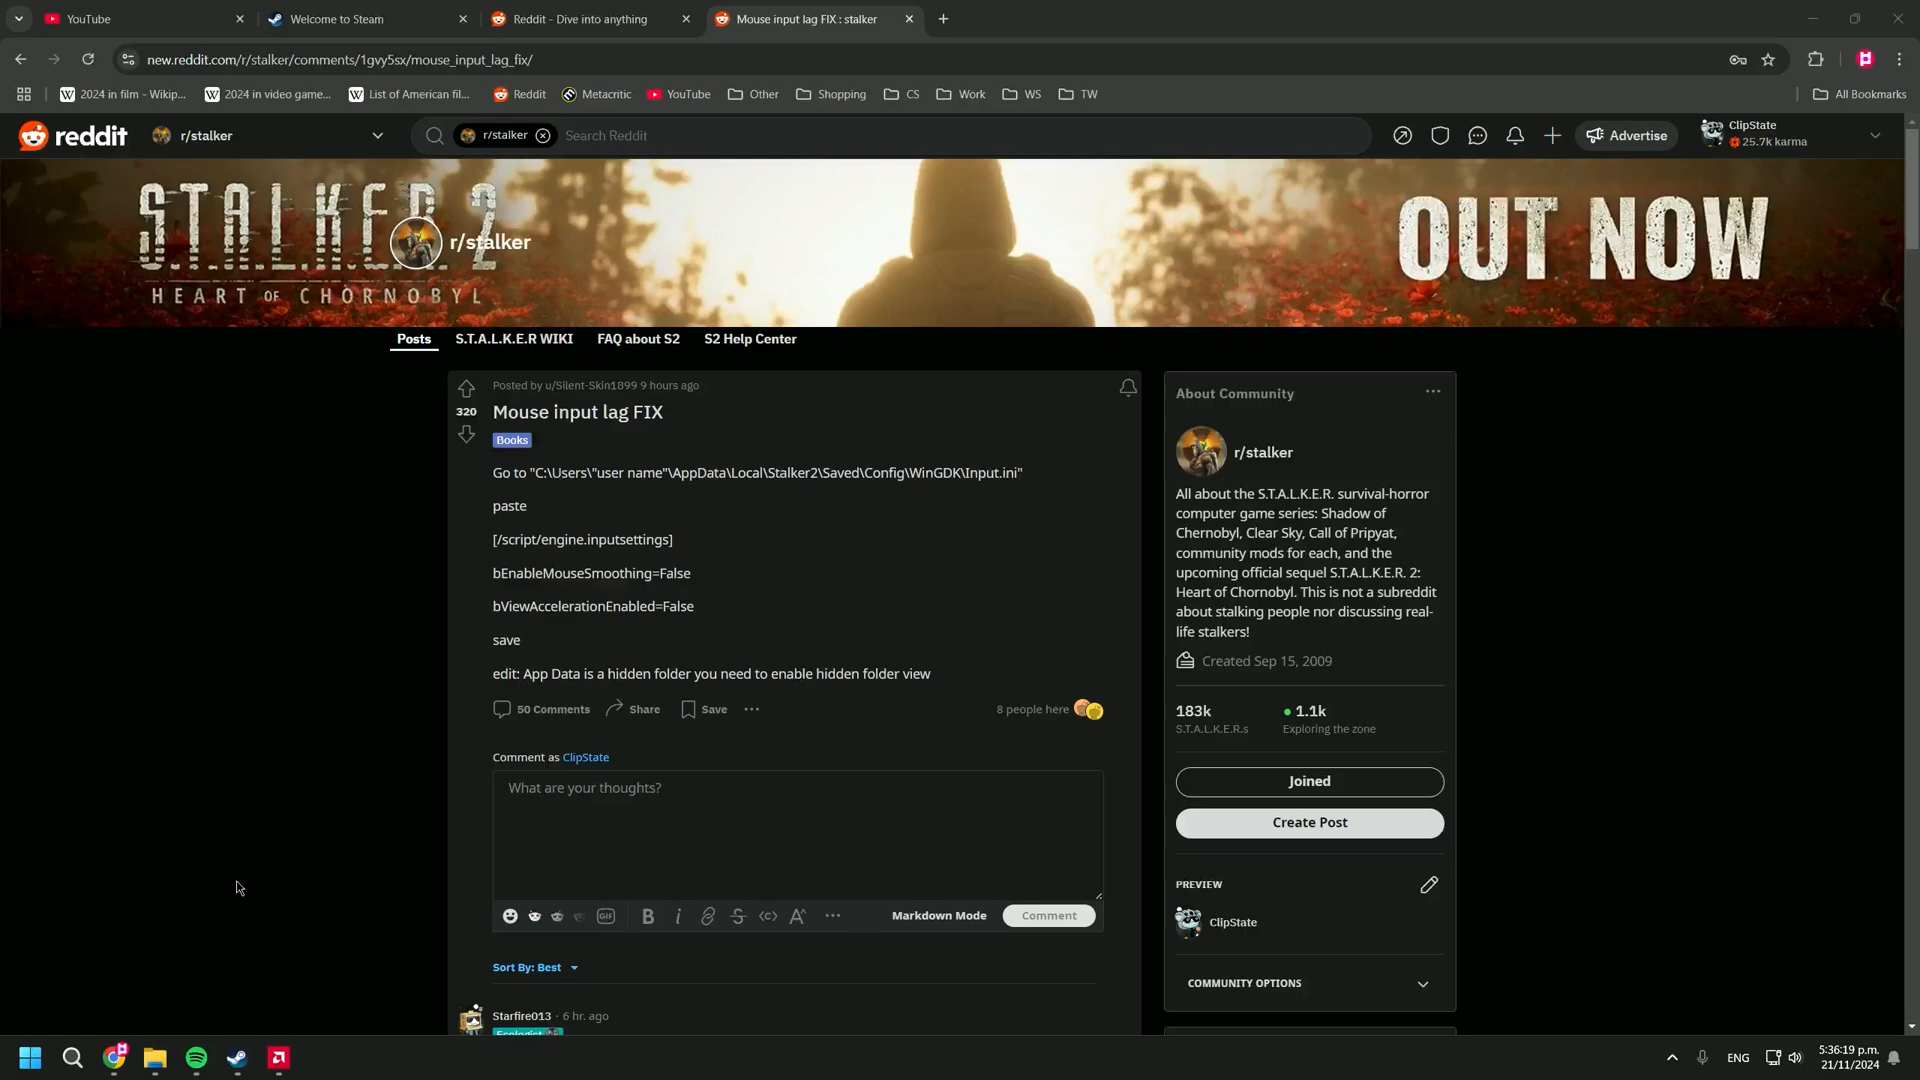 YouTube
Welcome to Steam
Reddit - Dive into anything
Mouse input lag FIX : stalker
new.reddit.com/r/stalker/comments/1gvy5sx/mouse_input_lag_fix/
2024 in film - Wikip...
2024 in video game...
List of American fil...
Reddit
Metacritic
YouTube
Other
Shopping
CS
Work
WS
TW
All Bookmarks
reddit
r/stalker
r/stalker
Search Reddit
Advertise
ClipState
25.7k karma
S.T.A.L.K.E.R. 2
HEART OF CHORNOBYL
r/stalker
OUT NOW
Posts
S.T.A.L.K.E.R WIKI
FAQ about S2
S2 Help Center
Posted by u/Silent-Skin1899 9 hours ago
320
Mouse input lag FIX
Books
Go to "C:\Users\"user name"\AppData\Local\Stalker2\Saved\Config\WinGDK\Input.ini"
paste
[/script/engine.inputsettings]
bEnableMouseSmoothing=False
bViewAccelerationEnabled=False
save
edit: App Data is a hidden folder you need to enable hidden folder view
50 Comments
Share
Save
8 people here
Comment as ClipState
What are your thoughts?
GIF
B
i
S
A
Markdown Mode
Comment
Sort By: Best
Starfire013 · 6 hr. ago
Ecologist
About Community
r/stalker
All about the S.T.A.L.K.E.R. survival-horror
computer game series: Shadow of
Chernobyl, Clear Sky, Call of Pripyat,
community mods for each, and the
upcoming official sequel S.T.A.L.K.E.R. 2:
Heart of Chornobyl. This is not a subreddit
about stalking people nor discussing real-
life stalkers!
Created Sep 15, 2009
183k
S.T.A.L.K.E.R.s
1.1k
Exploring the zone
Joined
Create Post
PREVIEW
ClipState
COMMUNITY OPTIONS
ENG
5:36:19 p.m.
21/11/2024